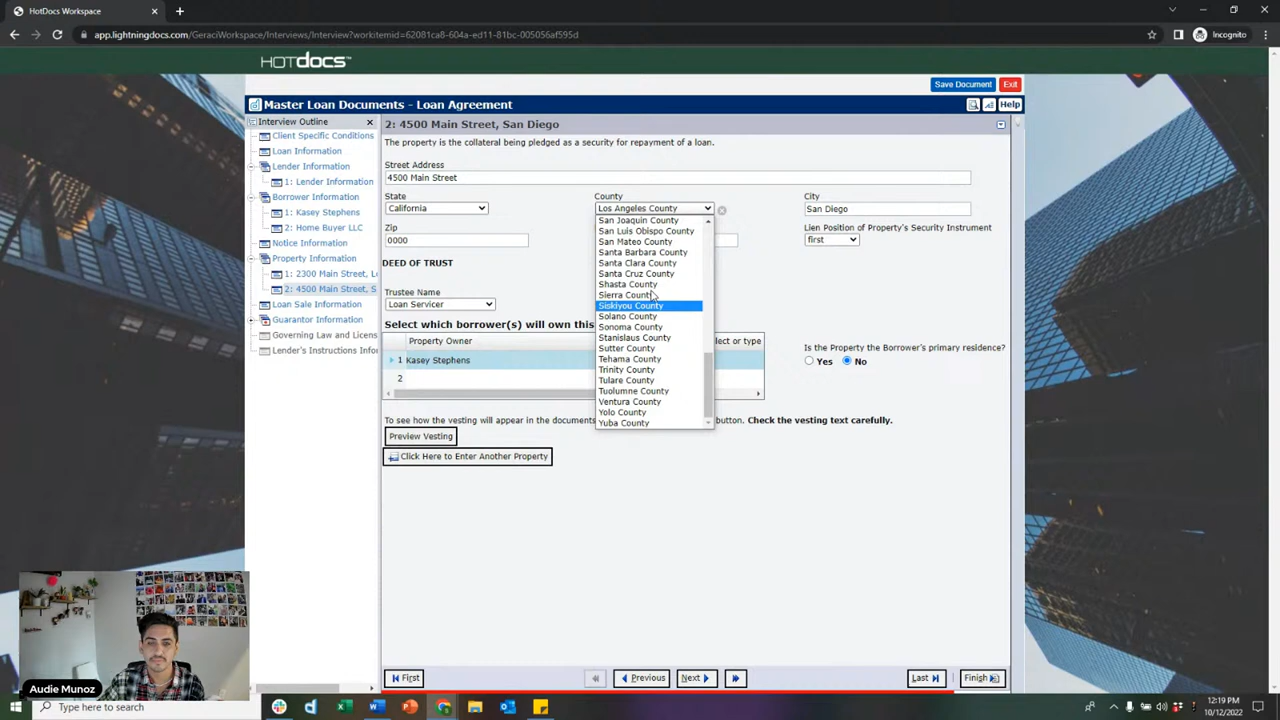 HotDocs Workspace
app.lightningdocs.com/GeraciWorkspace/Interviews/Interview?workitemid=62081ca8-604a-ed11-81bc-005056af595d
Incognito
HOTDOCS™
Save Document
Exit
Master Loan Documents - Loan Agreement
Help
Interview Outline
Client Specific Conditions
Loan Information
Lender Information
1: Lender Information
Borrower Information
1: Kasey Stephens
2: Home Buyer LLC
Notice Information
Property Information
1: 2300 Main Street, L
2: 4500 Main Street, S
Loan Sale Information
Guarantor Information
Governing Law and Licens
Lender's Instructions Infor
2: 4500 Main Street, San Diego
The property is the collateral being pledged as a security for repayment of a loan.
Street Address
4500 Main Street
State
County
City
California
Los Angeles County
San Diego
Zip
Lien Position of Property's Security Instrument
0000
first
DEED OF TRUST
Trustee Name
Loan Servicer
Select which borrower(s) will own this
Property Owner
lect or type
1 Kasey Stephens
2
Is the Property the Borrower's primary residence?
Yes
No
San Joaquin County
San Luis Obispo County
San Mateo County
Santa Barbara County
Santa Clara County
Santa Cruz County
Shasta County
Sierra County
Siskiyou County
Solano County
Sonoma County
Stanislaus County
Sutter County
Tehama County
Trinity County
Tulare County
Tuolumne County
Ventura County
Yolo County
Yuba County
To see how the vesting will appear in the documents
button. Check the vesting text carefully.
Preview Vesting
Click Here to Enter Another Property
First
Previous
Next
Last
Finish
Audie Munoz
Type here to search
12:19 PM
10/12/2022